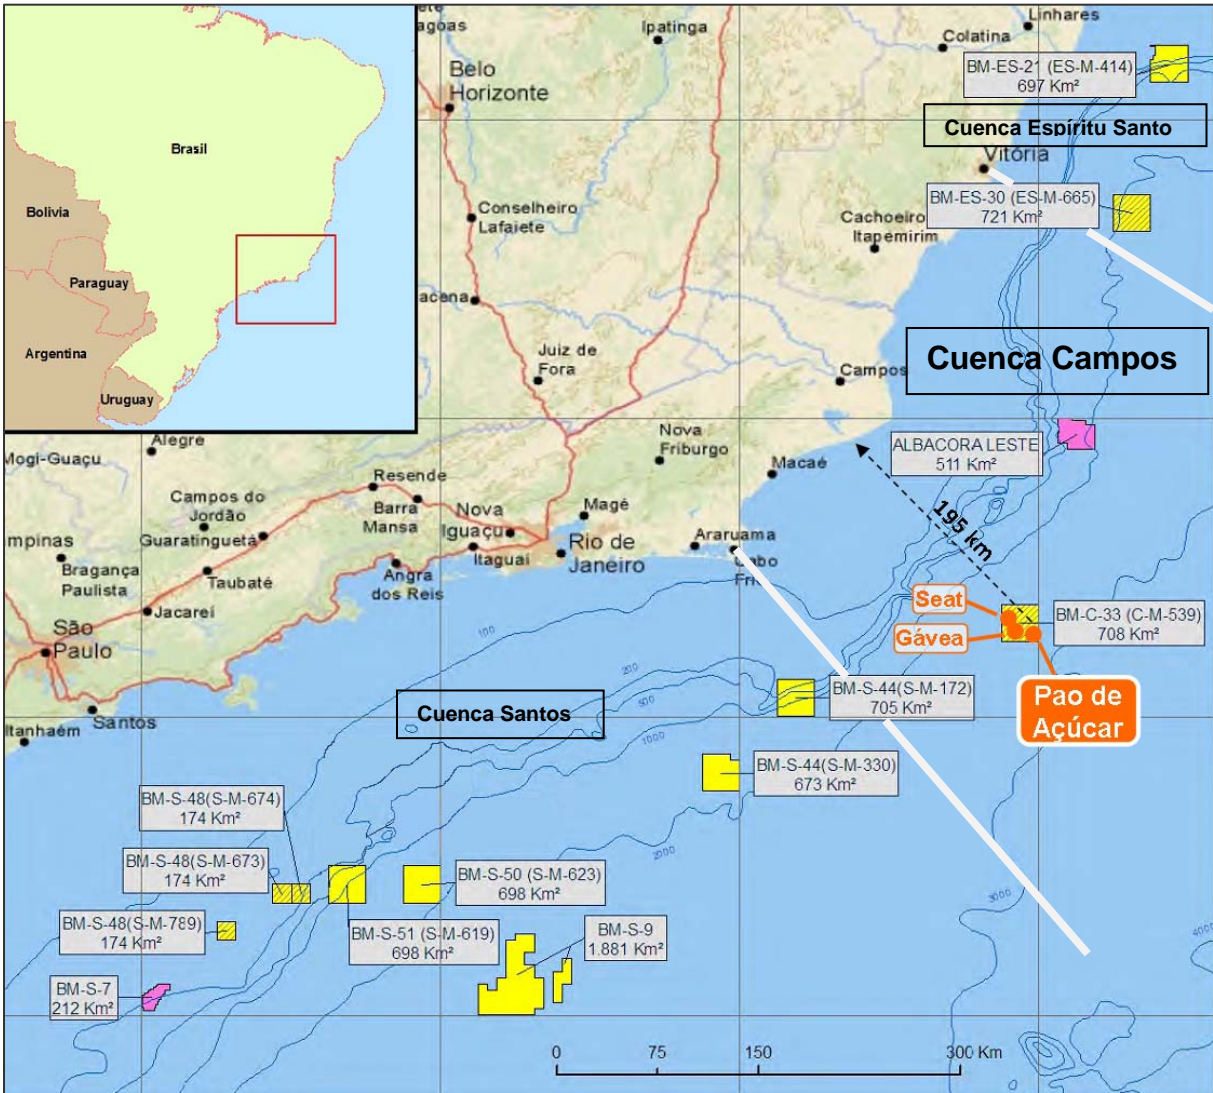 Brasil
Bolivia
Paraguay
Argentina
Uruguay
agoas
Ipatinga
Linhares
Colatina
Belo
Horizonte
BM-ES-21 (ES-M-414)
697 Km²
Cuenca Espíritu Santo
Vitória
BM-ES-30 (ES-M-665)
721 Km²
Conselheiro
Lafaiete
Cachoeiro
Itapemirim
acena
Juiz de
Fora
Campos
Cuenca Campos
Alegre
Mogi-Guaçu
Nova
Friburgo
Macaé
ALBACORA LESTE
511 Km²
Resende
Campos do
Jordão
Barra
Mansa
Nova
Iguaçu
Magé
Guaratinguetá
Itaguaí
Rio de
Janeiro
Araruama
195 km
mpinas
Bragança
Paulista
Taubaté
Angra
dos Reis
Jacareí
São
Paulo
Santos
Itanhaém
100
200
500
1000
2000
3000
4000
Seat
Gávea
BM-C-33 (C-M-539)
708 Km²
Pao de
Açúcar
Cuenca Santos
BM-S-44(S-M-172)
705 Km²
BM-S-44(S-M-330)
673 Km²
BM-S-48(S-M-674)
174 Km²
BM-S-48(S-M-673)
174 Km²
BM-S-48(S-M-789)
174 Km²
BM-S-50 (S-M-623)
698 Km²
BM-S-51 (S-M-619)
698 Km²
BM-S-9
1.881 Km²
BM-S-7
212 Km²
0 75 150 300 Km